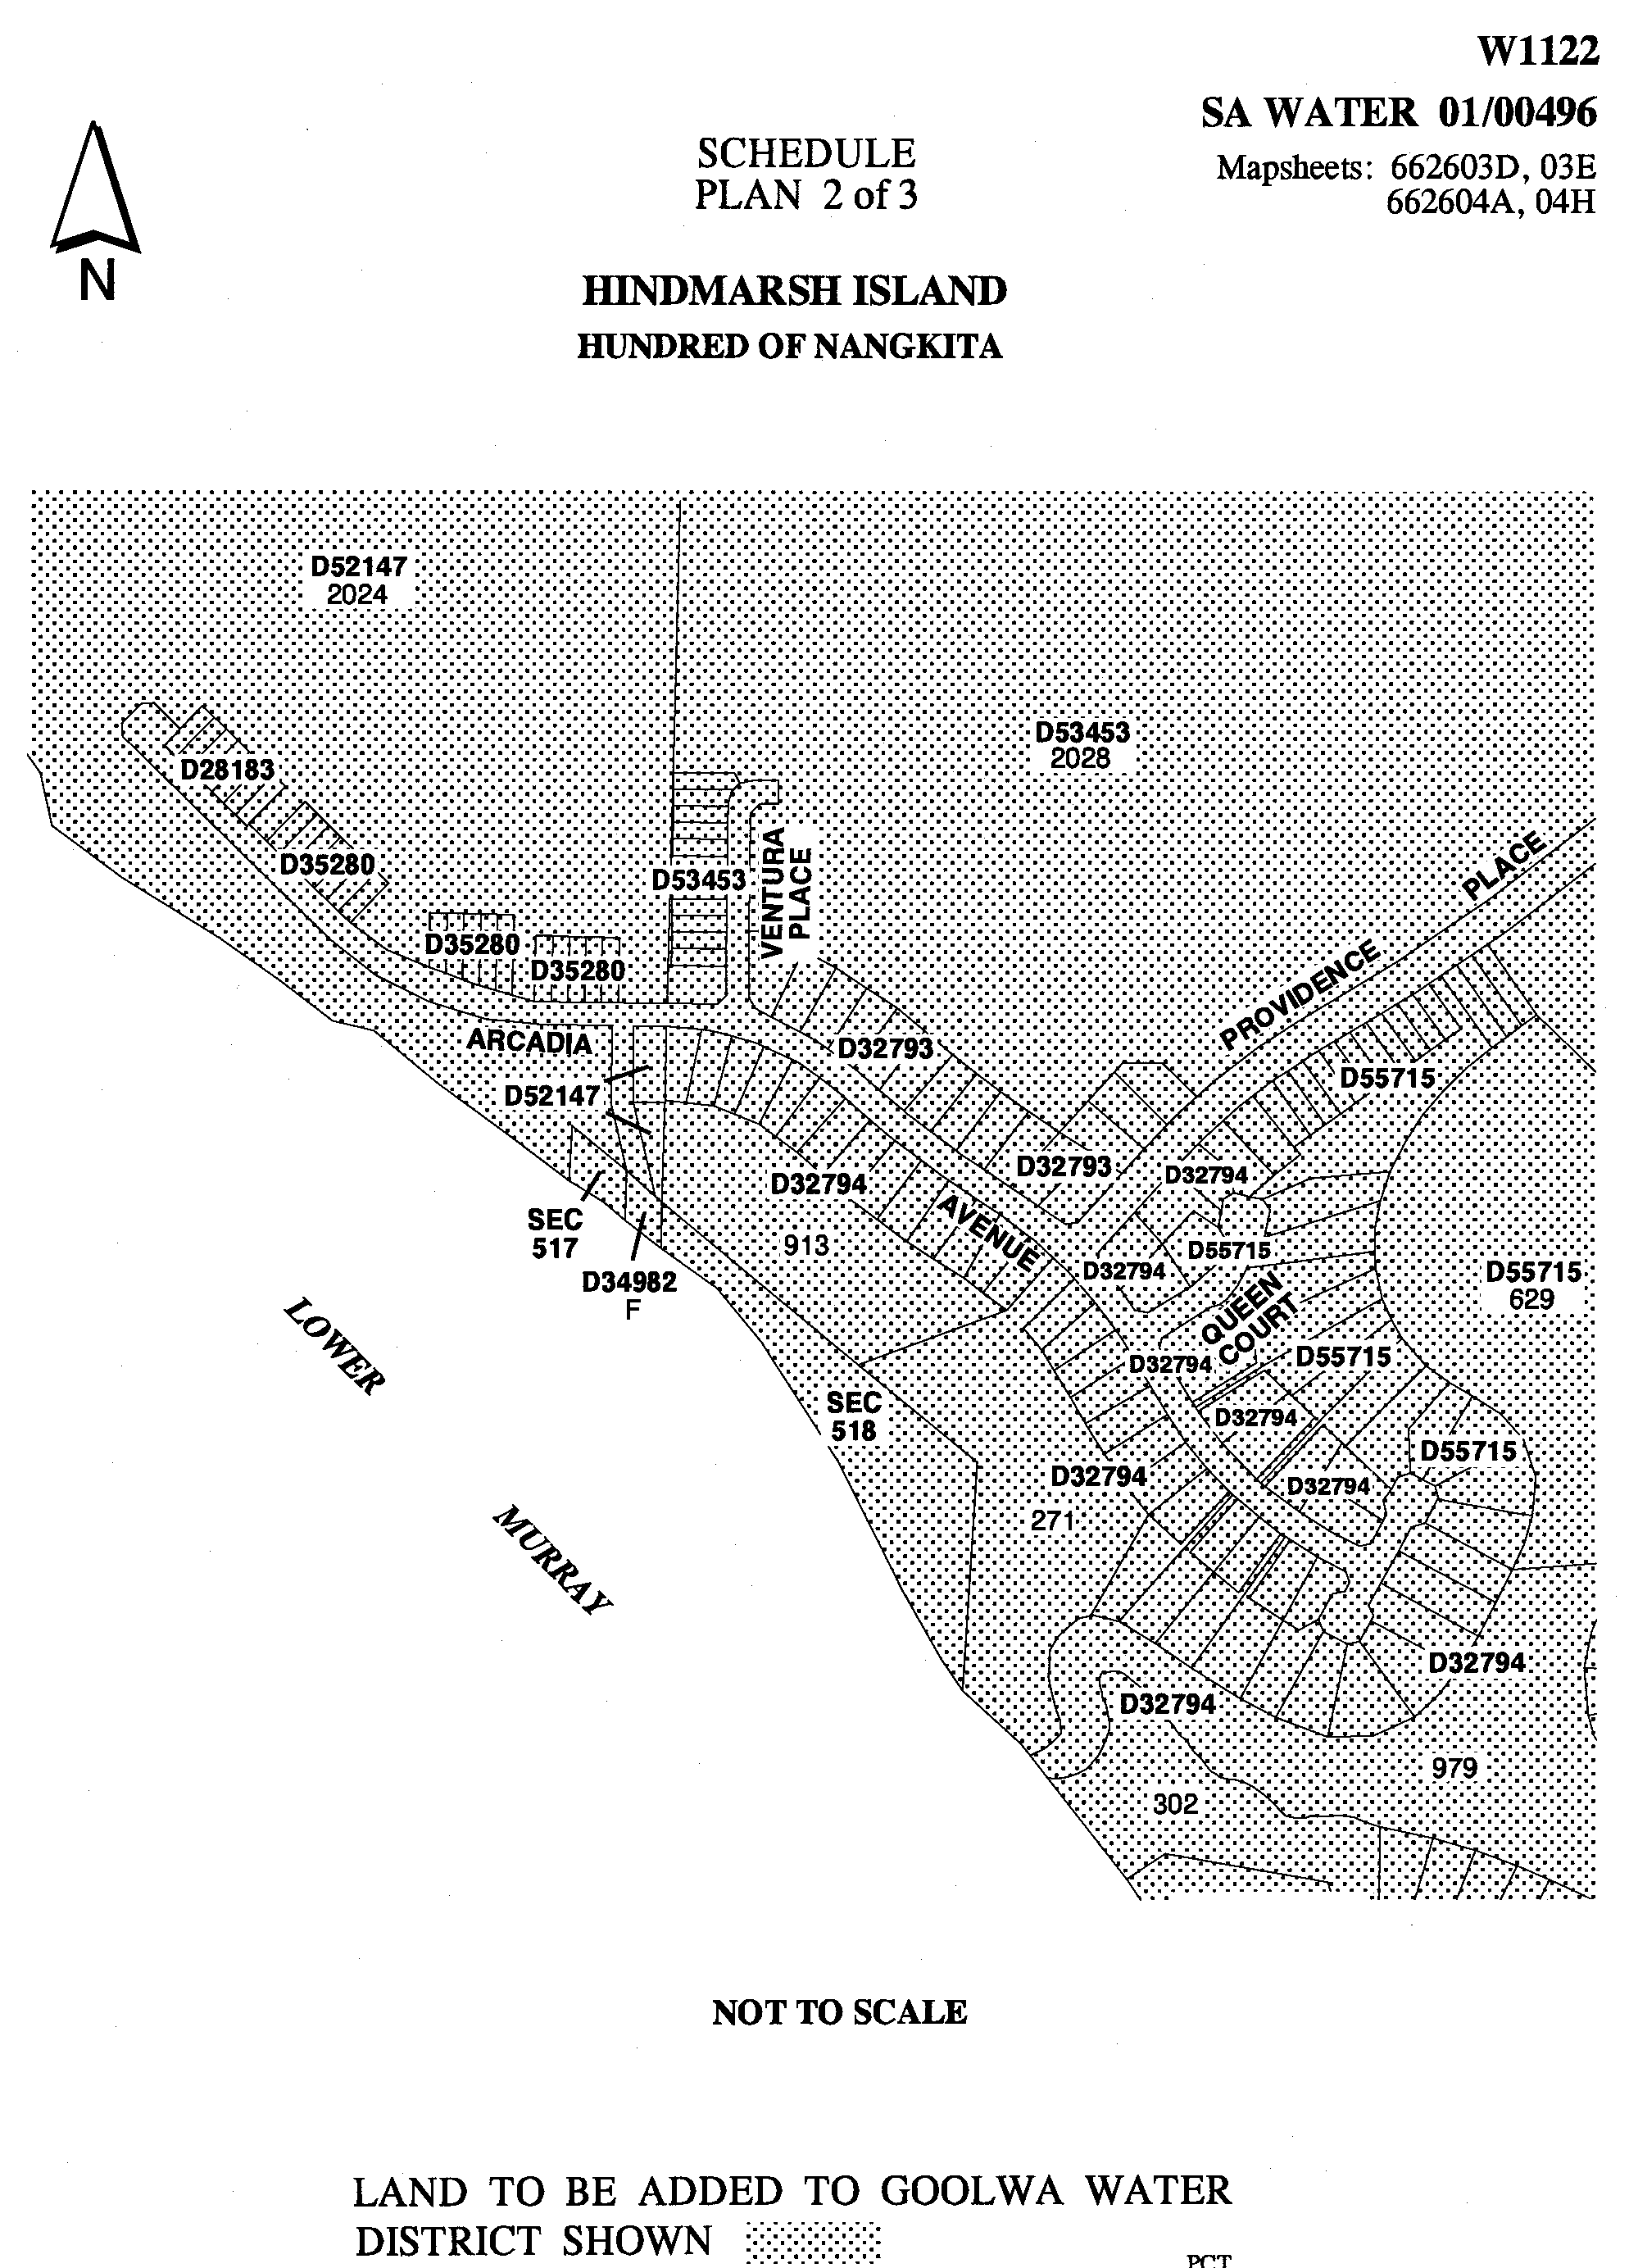 W1122
SA WATER 01/00496
Mapsheets: 662603D, 03E
662604A, 04H
SCHEDULE
PLAN 2 of 3
N
HINDMARSH ISLAND
HUNDRED OF NANGKITA
D52147
2024
D53453
2028
D28183
D35280
D53453
VENTURA
PLACE
PLACE
PROVIDENCE
D35280
D35280
ARCADIA
D32793
D52147
D55715
D32793
D32794
D32794
SEC
517
AVENUE
913
D55715
D32794
D34982
F
D55715
629
QUEEN
COURT
LOWER
D32794
D55715
SEC
518
D32794
D55715
D32794
D32794
271
MURRAY
D32794
D32794
979
302
NOT TO SCALE
LAND TO BE ADDED TO GOOLWA WATER
DISTRICT SHOWN
PCT